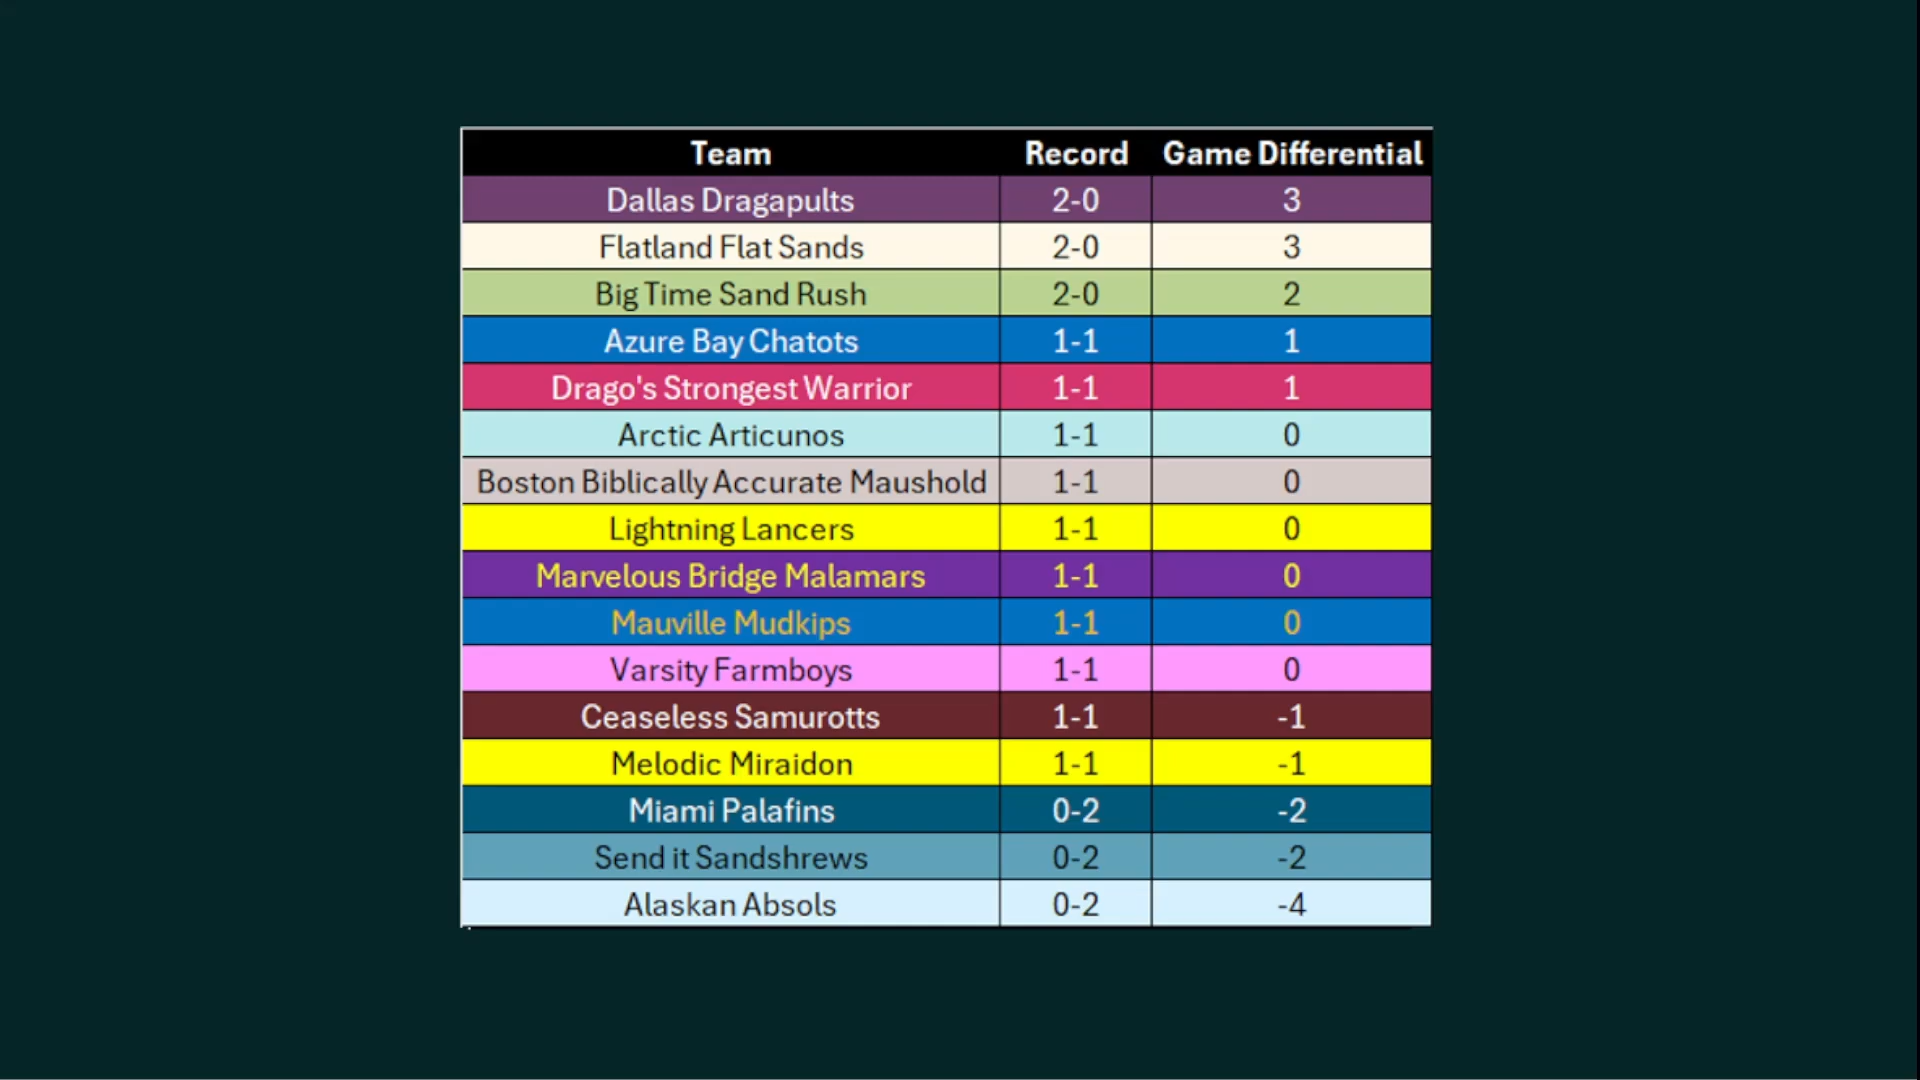 Team Record Game Differential
Dallas Dragapults 2-0 3
Flatland Flat Sands 2-0 3
Big Time Sand Rush 2-0 2
Azure Bay Chatots 1-1 1
Drago's Strongest Warrior 1-1 1
Arctic Articunos 1-1 0
Boston Biblically Accurate Maushold 1-1 0
Lightning Lancers 1-1 0
Marvelous Bridge Malamars 1-1 0
Mauville Mudkips 1-1 0
Varsity Farmboys 1-1 0
Ceaseless Samurotts 1-1 -1
Melodic Miraidon 1-1 -1
Miami Palafins 0-2 -2
Send it Sandshrews 0-2 -2
Alaskan Absols 0-2 -4